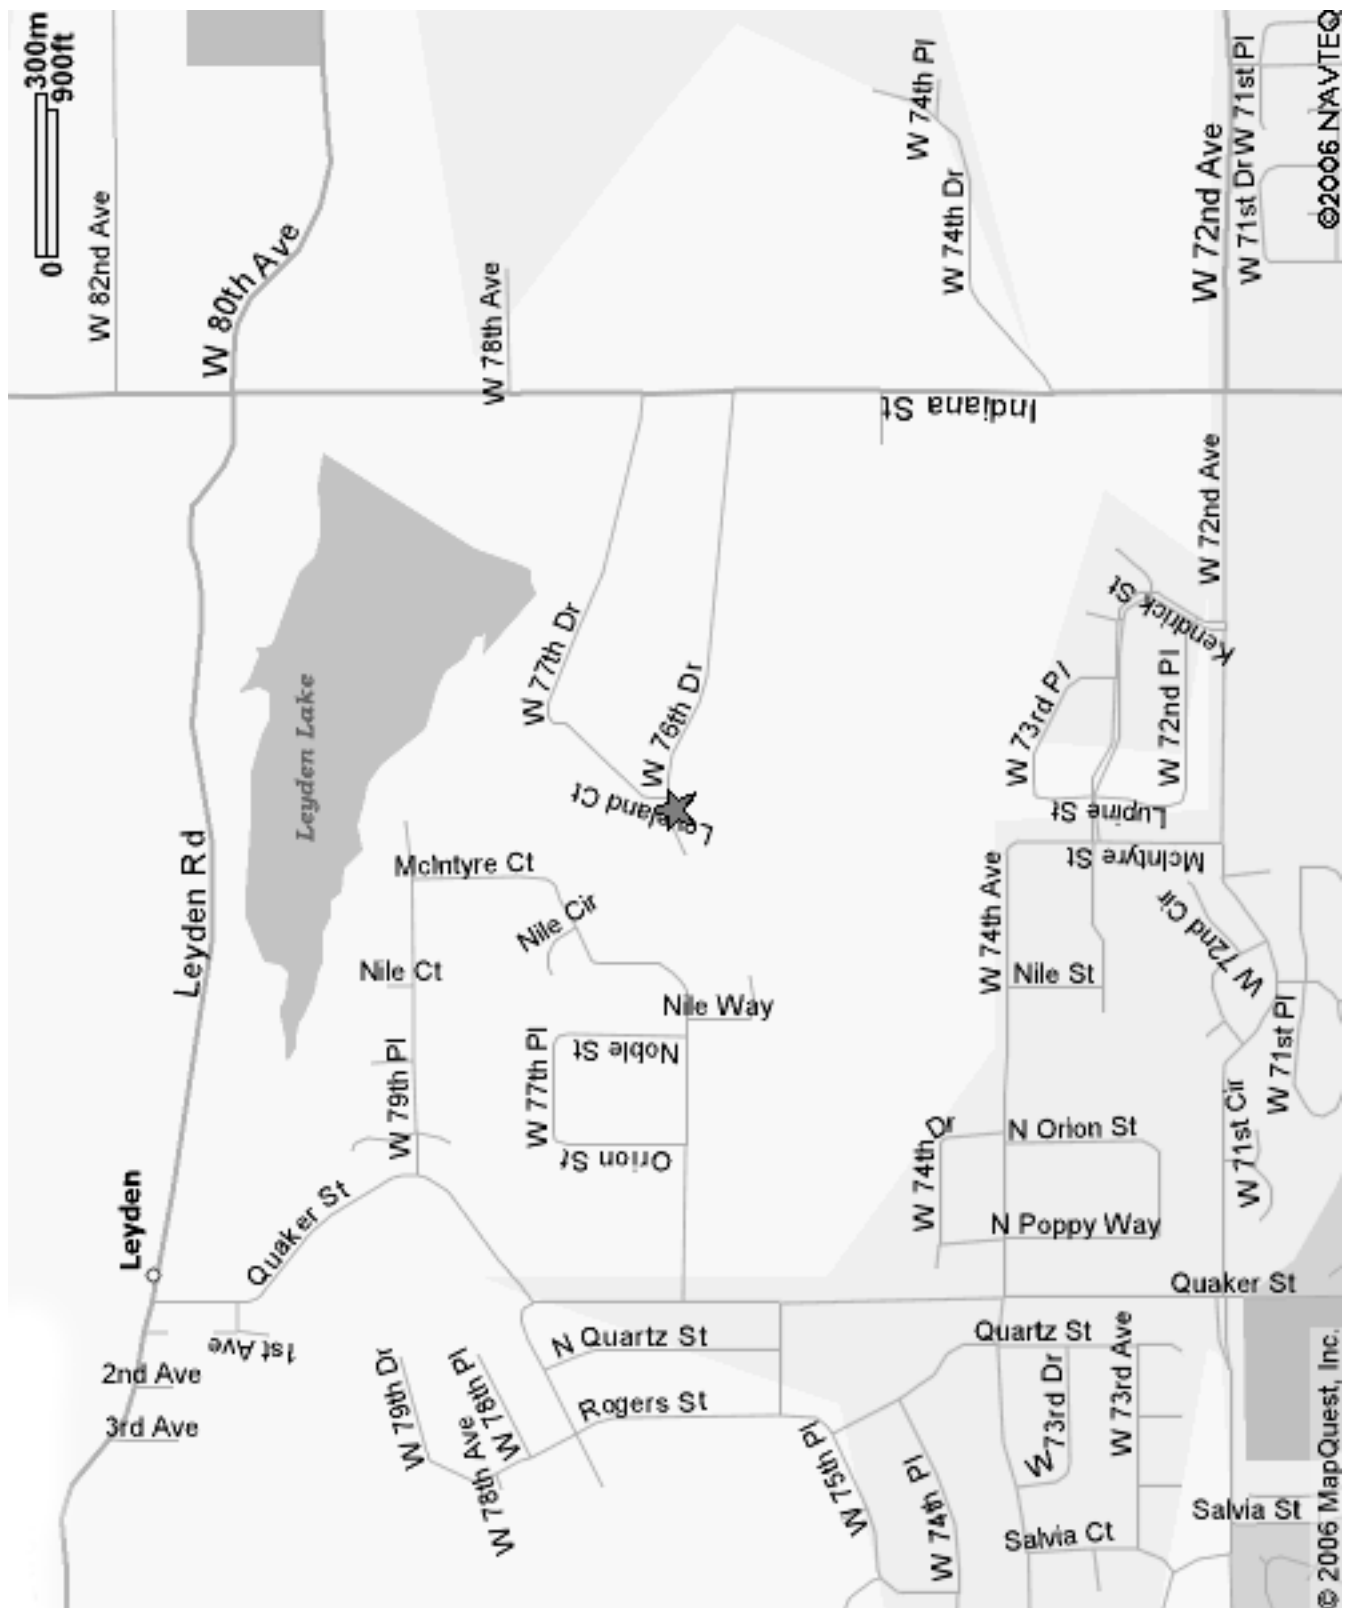 300m
900ft
0
W 82nd Ave
W 80th Ave
W 78th Ave
W 74th Pl
W 74th Dr
W 72nd Ave
W 71st Pl
W 71st Dr
©2006 NAVTEQ
Indiana St
W 72nd Ave
Leyden Lake
Leyden Rd
W 77th Dr
W 76th Dr
Loveland Ct
Kendrick St
W 73rd Pl
W 72nd Pl
Lupine St
McIntyre St
McIntyre Ct
Nile Cir
Nile Ct
Nile Way
W 74th Ave
Nile St
W 72nd Cir
W 71st Pl
W 79th Pl
W 77th Pl
Noble St
Orion St
W 74th Dr
N Orion St
N Poppy Way
W 71st Cir
Leyden
Quaker St
Quaker St
1st Ave
2nd Ave
3rd Ave
N Quartz St
Quartz St
W 79th Dr
W 78th Pl
W 78th Ave
Rogers St
W 75th Pl
W 74th Pl
W 73rd Dr
W 73rd Ave
Salvia Ct
Salvia St
© 2006 MapQuest, Inc.